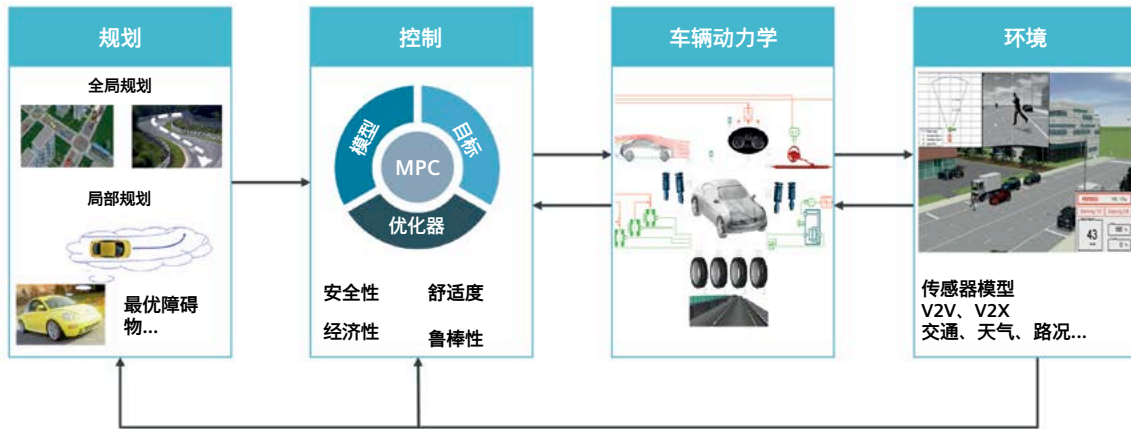 规划
全局规划
局部规划
最优障碍
物...
控制
模型
目标
MPC
优化器
安全性
舒适度
经济性
鲁棒性
车辆动力学
环境
43
传感器模型
V2V、V2X
交通、天气、路况...